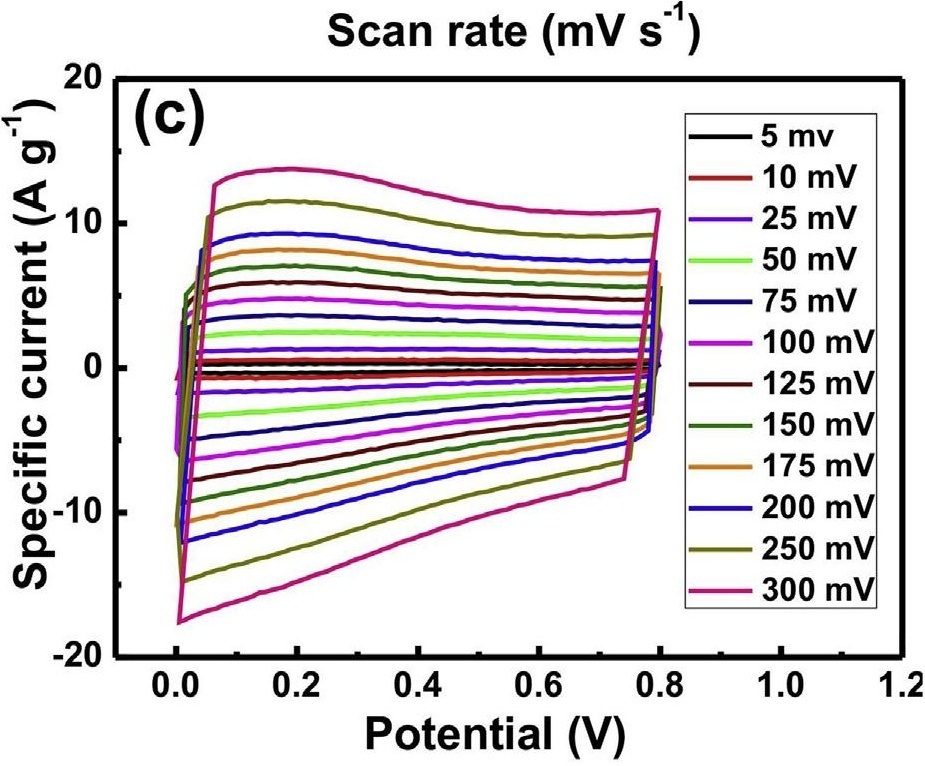 Scan rate (mV s⁻¹)
20
(c)
10
0
-10
-20
Specific current (A g⁻¹)
5 mv
10 mV
25 mV
50 mV
75 mV
100 mV
125 mV
150 mV
175 mV
200 mV
250 mV
300 mV
0.0 0.2 0.4 0.6 0.8 1.0 1.2
Potential (V)